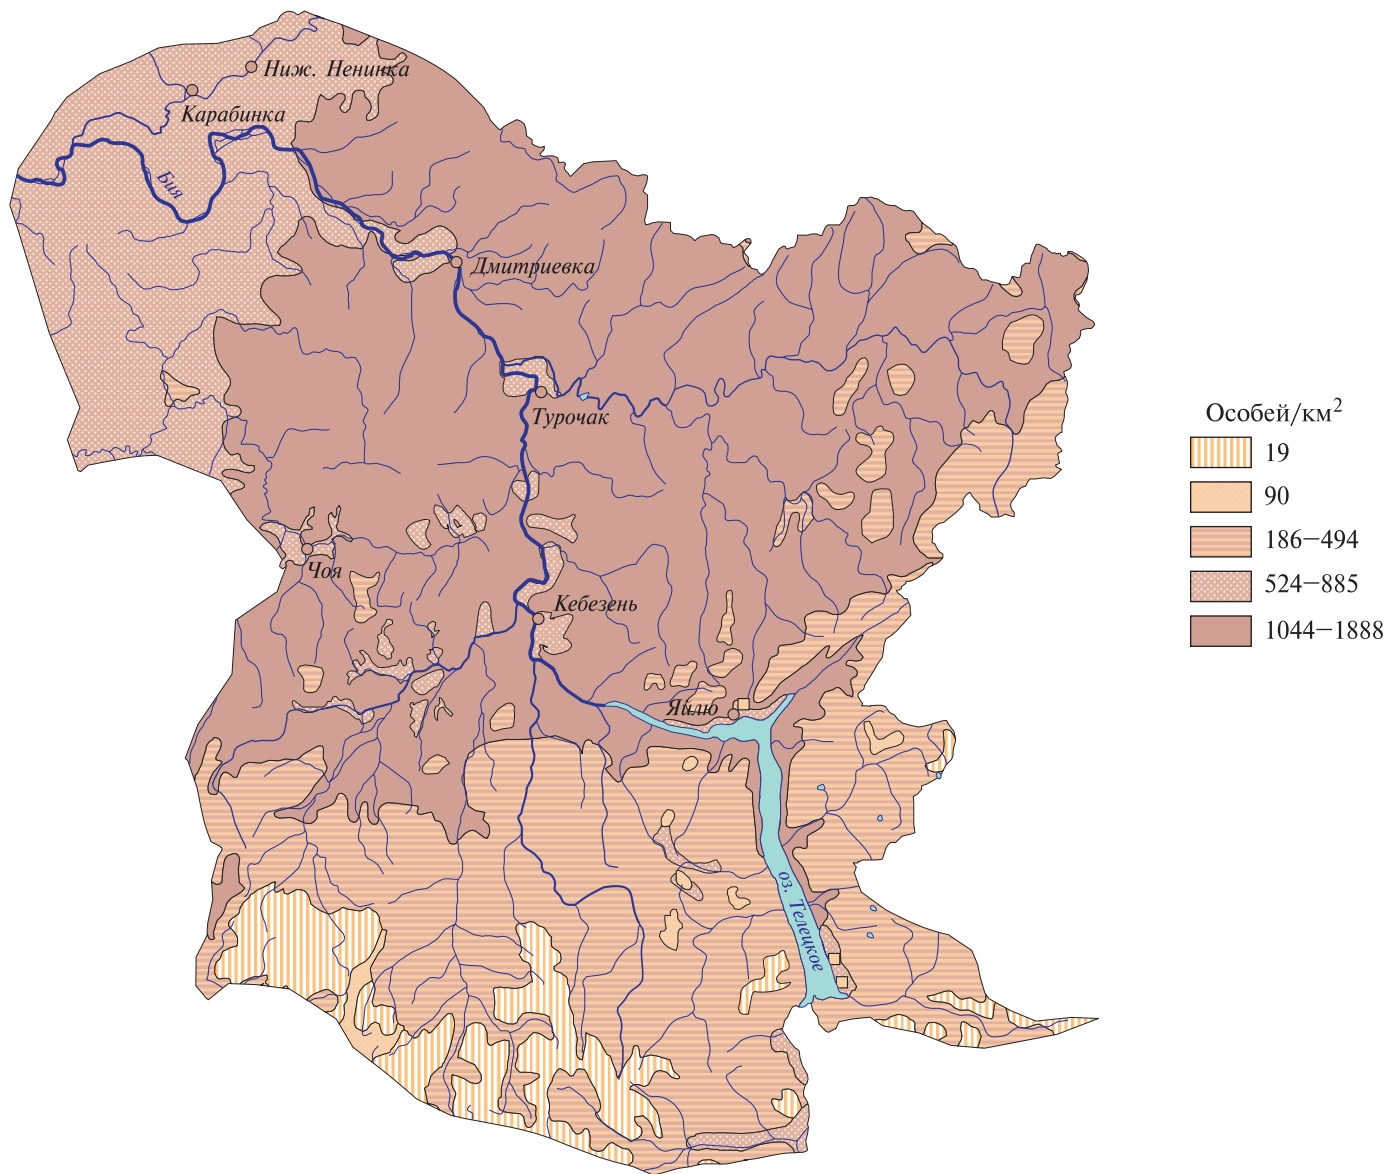 Ниж. Ненинка
Карабинка
Бия
Дмитриевка
Турочак
Чоя
Кебезень
Яйлю
оз. Телецкое
Особей/км²
19
90
186–494
524–885
1044–1888